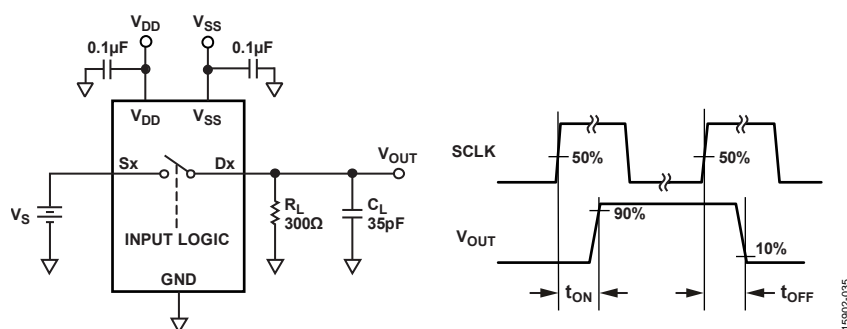 VDD
VSS
0.1µF
0.1µF
VDD
VSS
Sx
Dx
VOUT
VS
RL
300Ω
CL
35pF
INPUT LOGIC
GND
SCLK
50%
50%
VOUT
90%
10%
tON
tOFF
15902-035